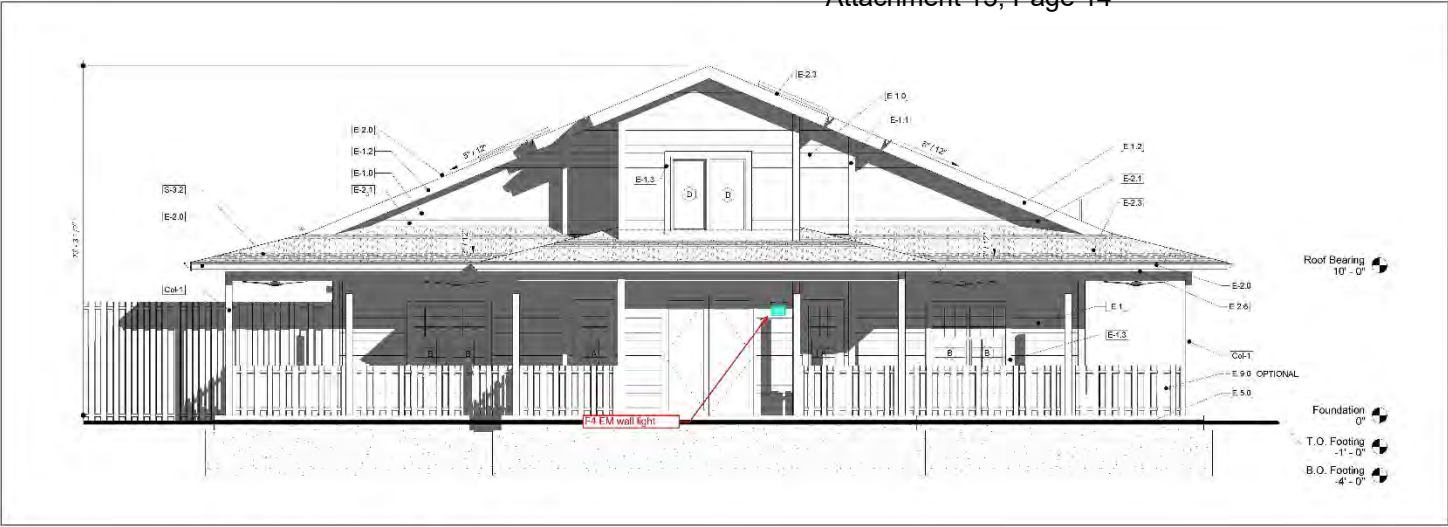 Attachment 15, Page 14
E-2.3
E 1.0
E-1.1
E-2.0
E-1.2
E-1.0
E-2.1
5" / 12"
5" / 12"
E 1.2
E-2.1
E-2.3
S-3.2
E-2.0
E-1.3
D
D
Roof Bearing
10' - 0"
E-2.0
E 2.6
Col-1
E 1
E-1.3
B
B
A
A
B
B
Col-1
E 9.0 OPTIONAL
E 5.0
F4 EM wall light
Foundation
0"
T.O. Footing
-1' - 0"
B.O. Footing
-4' - 0"